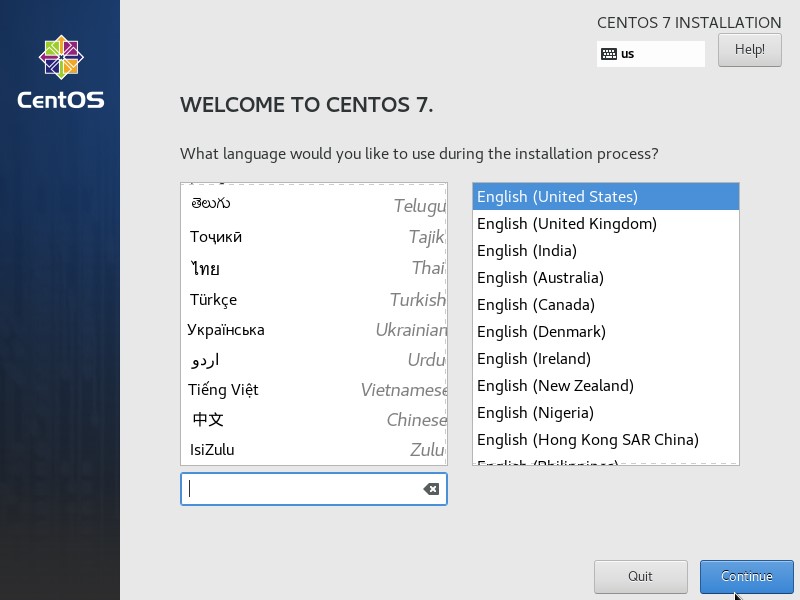 CentOS
CENTOS 7 INSTALLATION
us
Help!
WELCOME TO CENTOS 7.
What language would you like to use during the installation process?
తెలుగు Telugu
Тоҷикӣ Tajik
ไทย Thai
Türkçe Turkish
Українська Ukrainian
اردو Urdu
Tiếng Việt Vietnamese
中文 Chinese
IsiZulu Zulu
English (United States)
English (United Kingdom)
English (India)
English (Australia)
English (Canada)
English (Denmark)
English (Ireland)
English (New Zealand)
English (Nigeria)
English (Hong Kong SAR China)
English (Philippines)
Quit
Continue